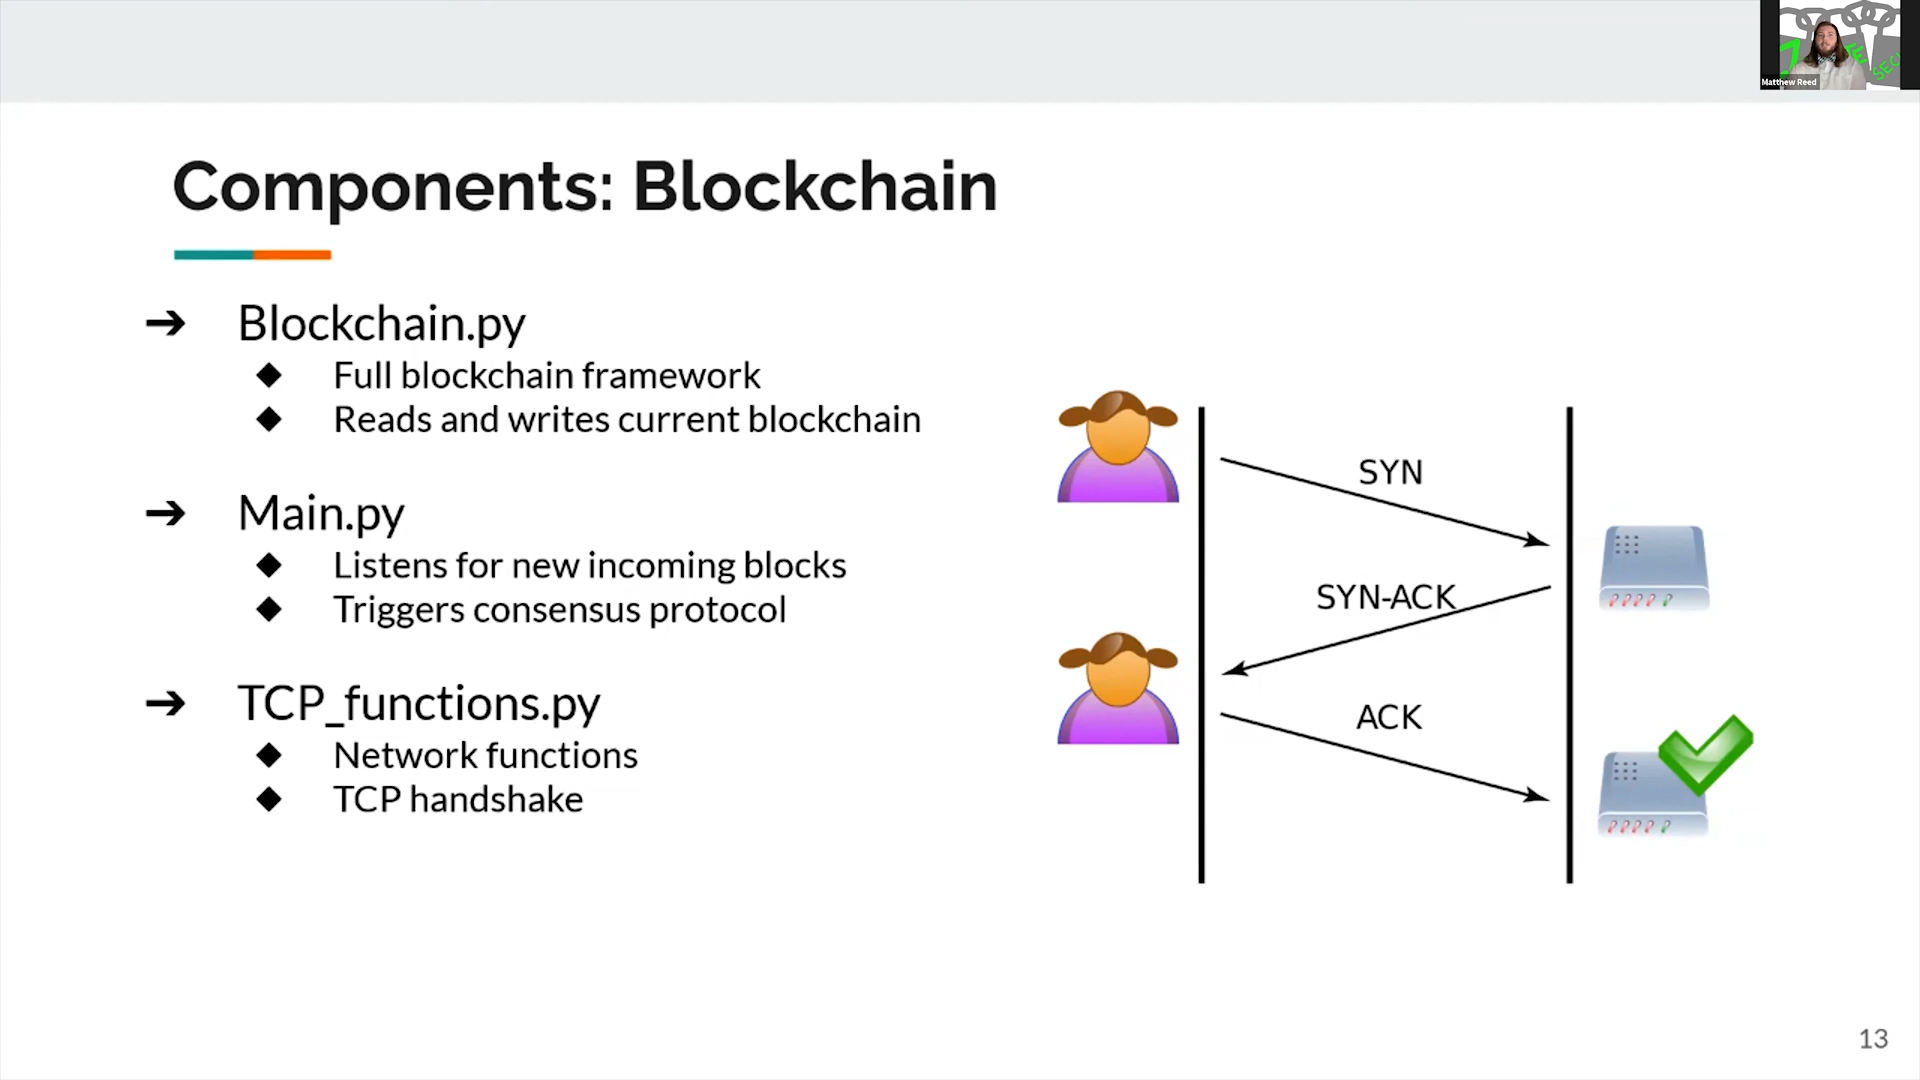 Matthew Reed
SEC
Components: Blockchain
➔ Blockchain.py
◆ Full blockchain framework
◆ Reads and writes current blockchain
➔ Main.py
◆ Listens for new incoming blocks
◆ Triggers consensus protocol
➔ TCP_functions.py
◆ Network functions
◆ TCP handshake
SYN
SYN-ACK
ACK
13